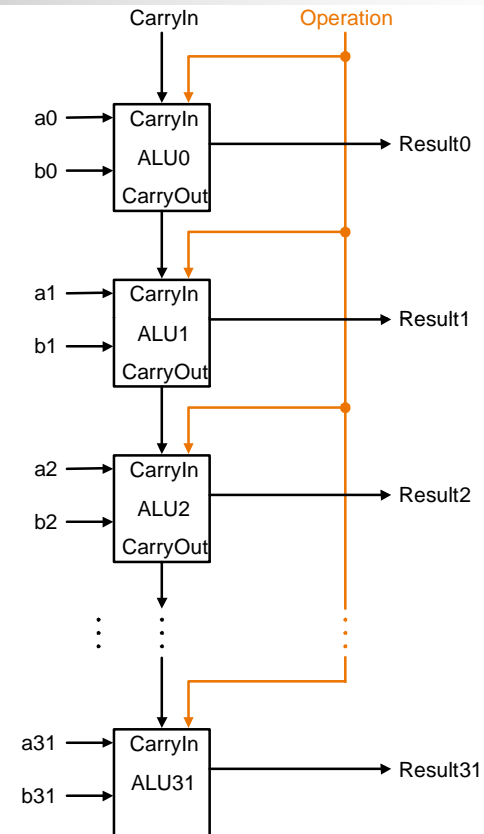 CarryIn Operation
a0 CarryIn
ALU0 Result0
b0
CarryOut
a1 CarryIn
ALU1 Result1
b1
CarryOut
a2 CarryIn
ALU2 Result2
b2
CarryOut
a31 CarryIn
ALU31 Result31
b31